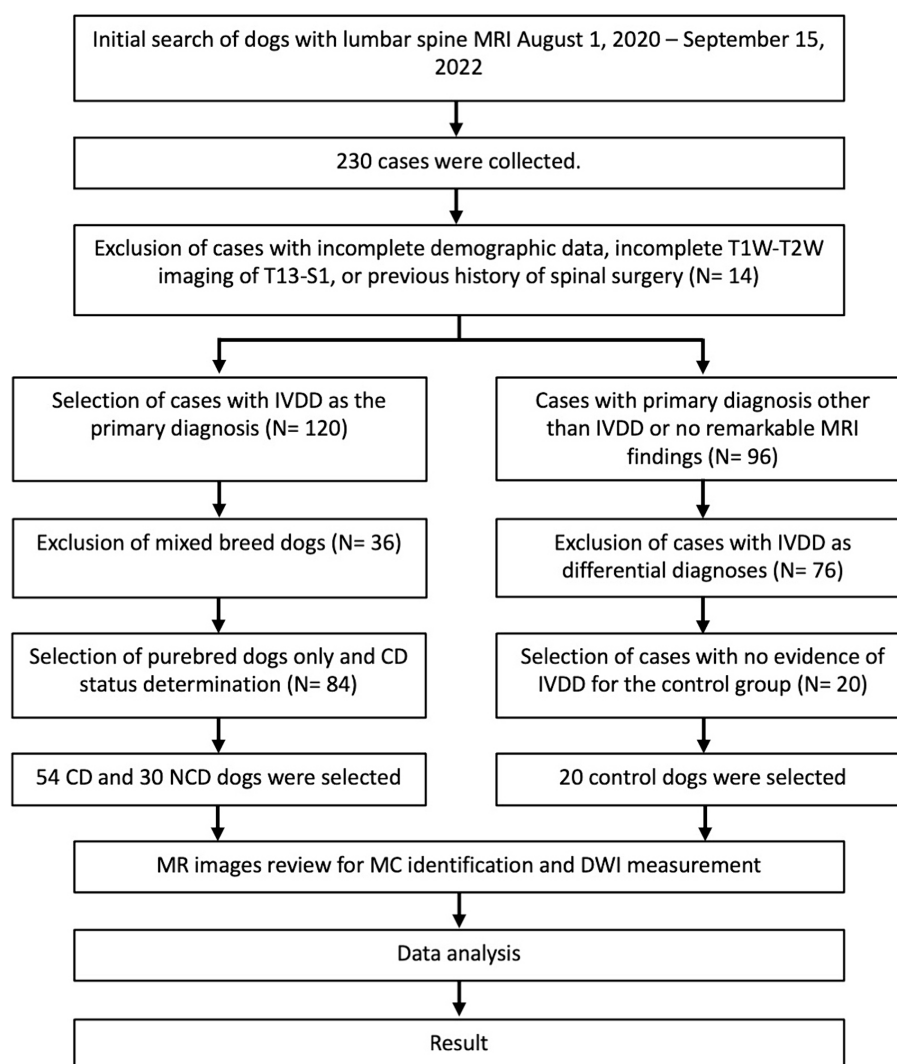 Initial search of dogs with lumbar spine MRI August 1, 2020 – September 15,
2022
230 cases were collected.
Exclusion of cases with incomplete demographic data, incomplete T1W-T2W
imaging of T13-S1, or previous history of spinal surgery (N= 14)
Selection of cases with IVDD as the
primary diagnosis (N= 120)
Cases with primary diagnosis other
than IVDD or no remarkable MRI
findings (N= 96)
Exclusion of mixed breed dogs (N= 36)
Exclusion of cases with IVDD as
differential diagnoses (N= 76)
Selection of purebred dogs only and CD
status determination (N= 84)
Selection of cases with no evidence of
IVDD for the control group (N= 20)
54 CD and 30 NCD dogs were selected
20 control dogs were selected
MR images review for MC identification and DWI measurement
Data analysis
Result